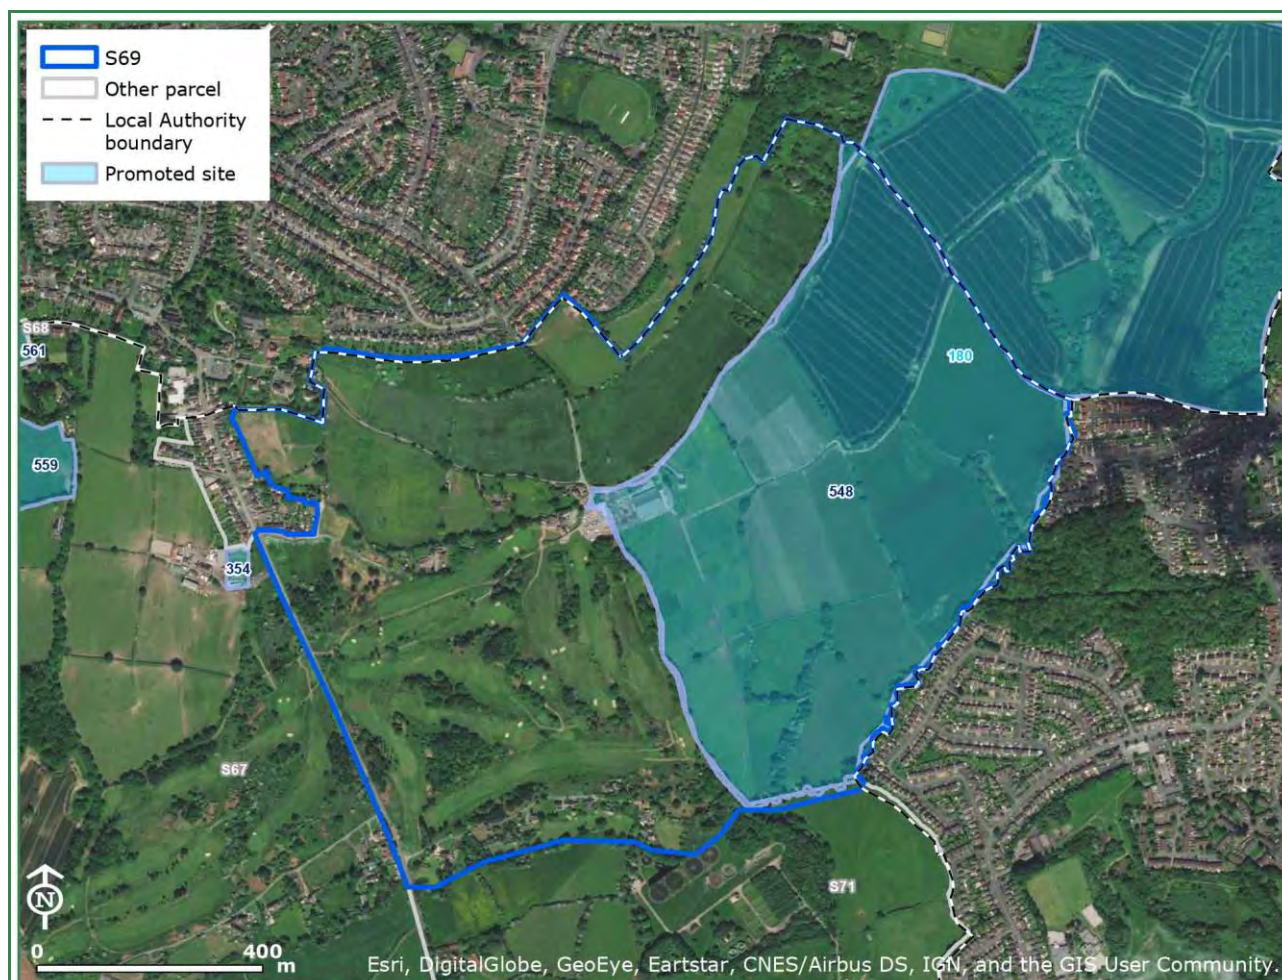 S69
Other parcel
Local Authority
boundary
Promoted site
S68
561
180
559
548
354
S67
S71
N
0
400
m
Esri, DigitalGlobe, GeoEye, Eartstar, CNES/Airbus DS, IGN, and the GIS User Community